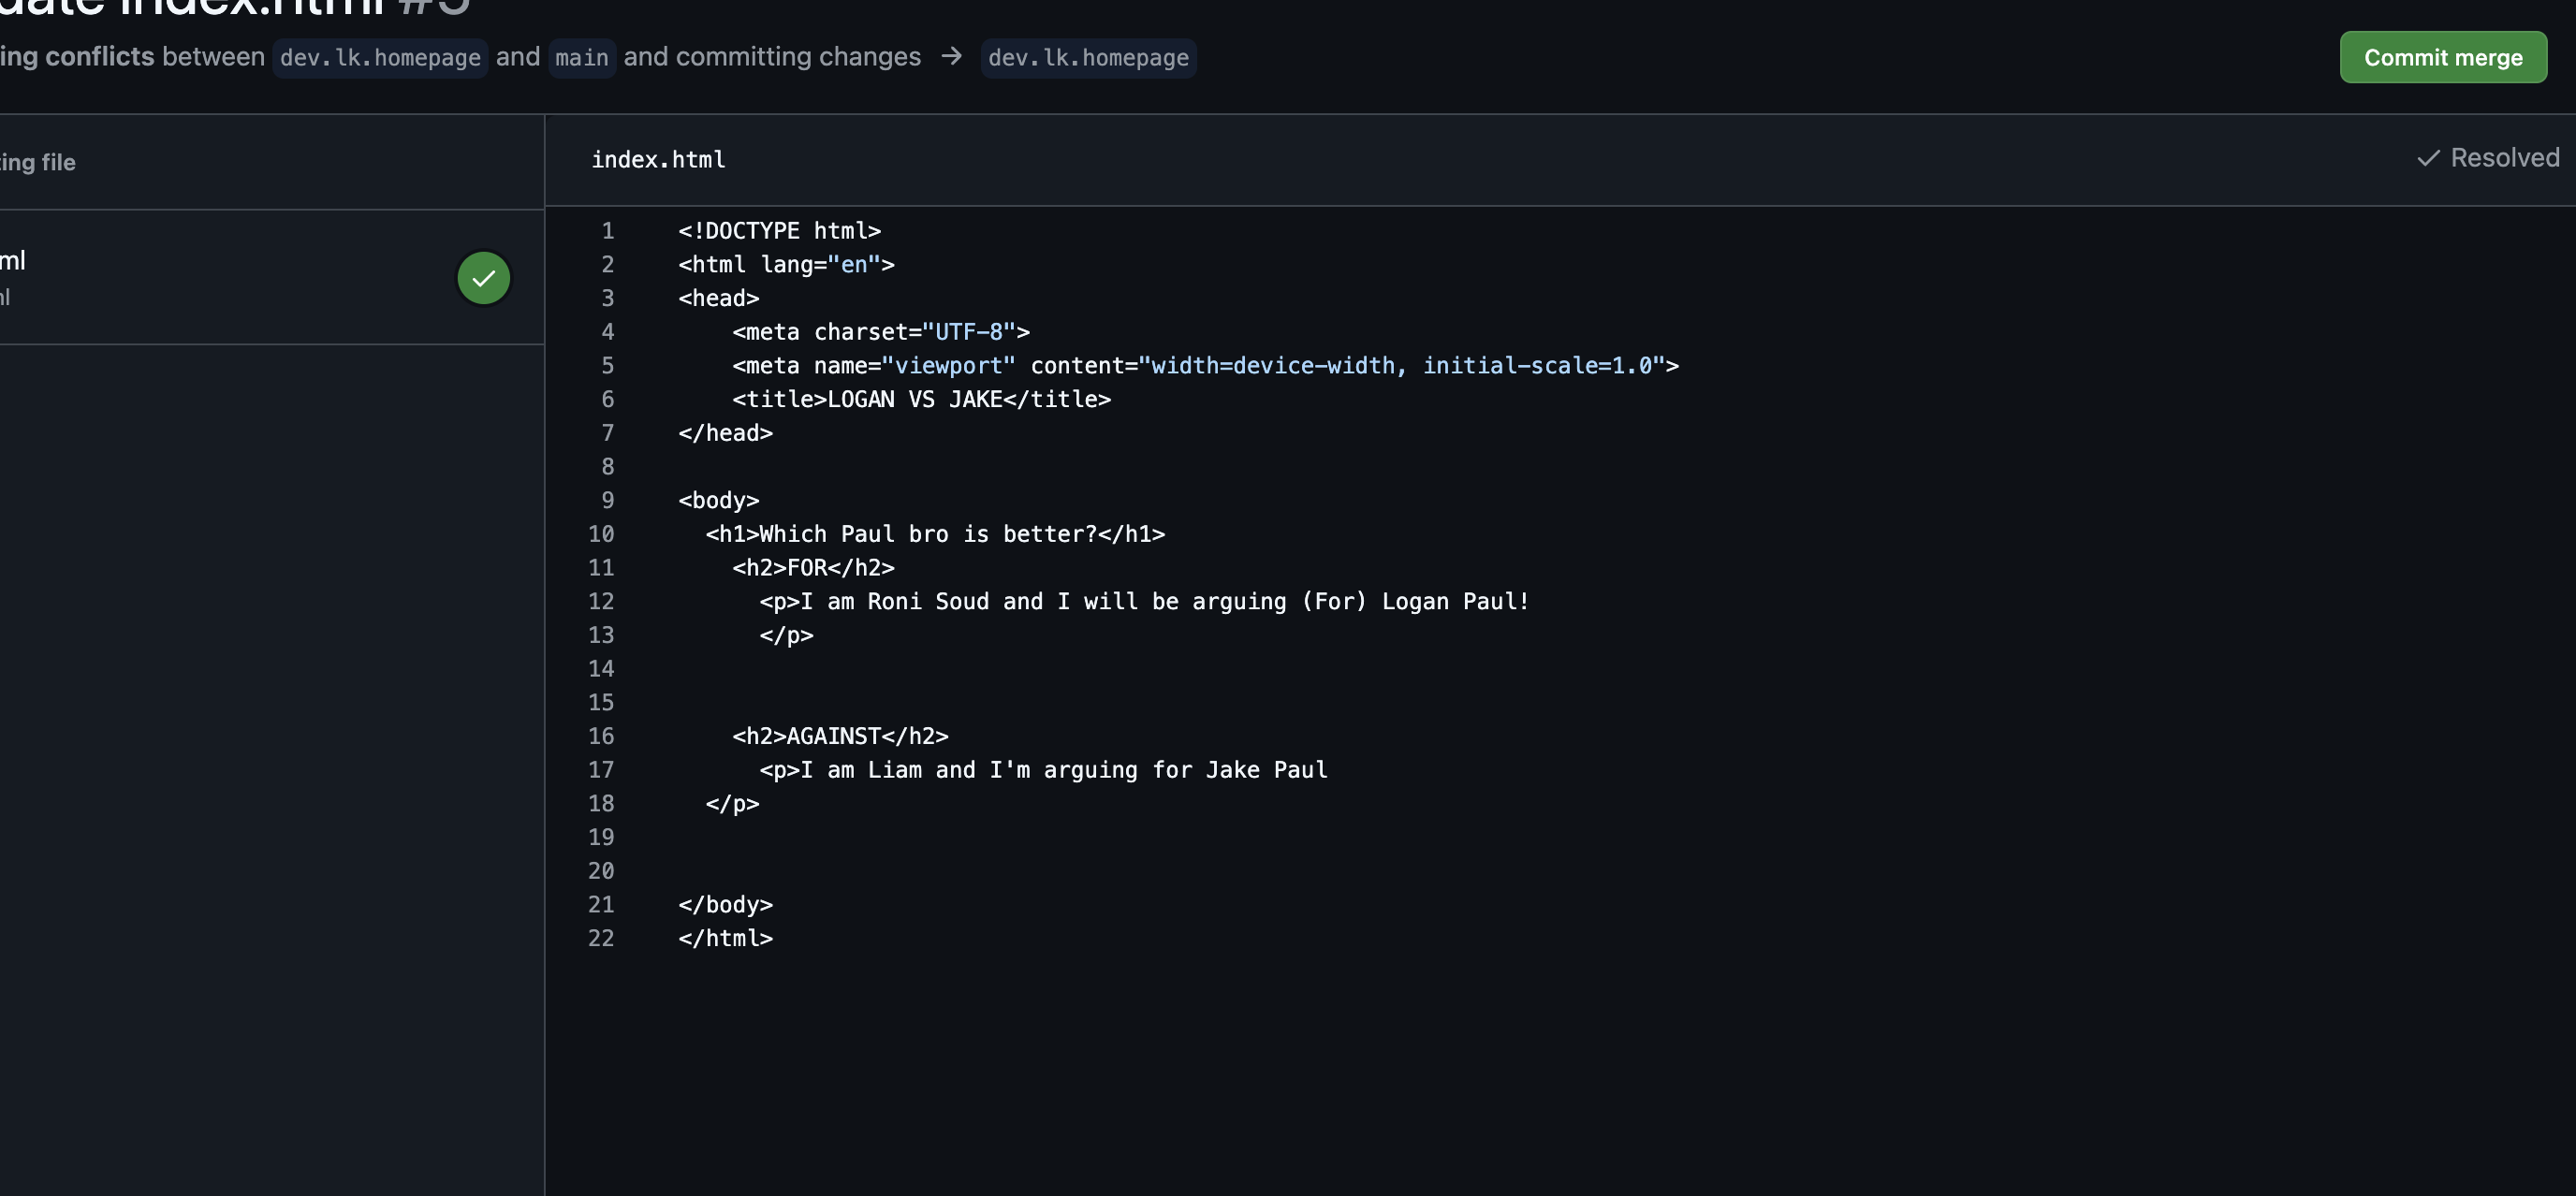 date index.html #5
ing conflicts between dev.lk.homepage and main and committing changes → dev.lk.homepage
Commit merge
ing file
index.html
Resolved
ml
1 <!DOCTYPE html>
2 <html lang="en">
3 <head>
4 <meta charset="UTF-8">
5 <meta name="viewport" content="width=device-width, initial-scale=1.0">
6 <title>LOGAN VS JAKE</title>
7 </head>
8
9 <body>
10 <h1>Which Paul bro is better?</h1>
11 <h2>FOR</h2>
12 <p>I am Roni Soud and I will be arguing (For) Logan Paul!
13 </p>
14
15
16 <h2>AGAINST</h2>
17 <p>I am Liam and I'm arguing for Jake Paul
18 </p>
19
20
21 </body>
22 </html>